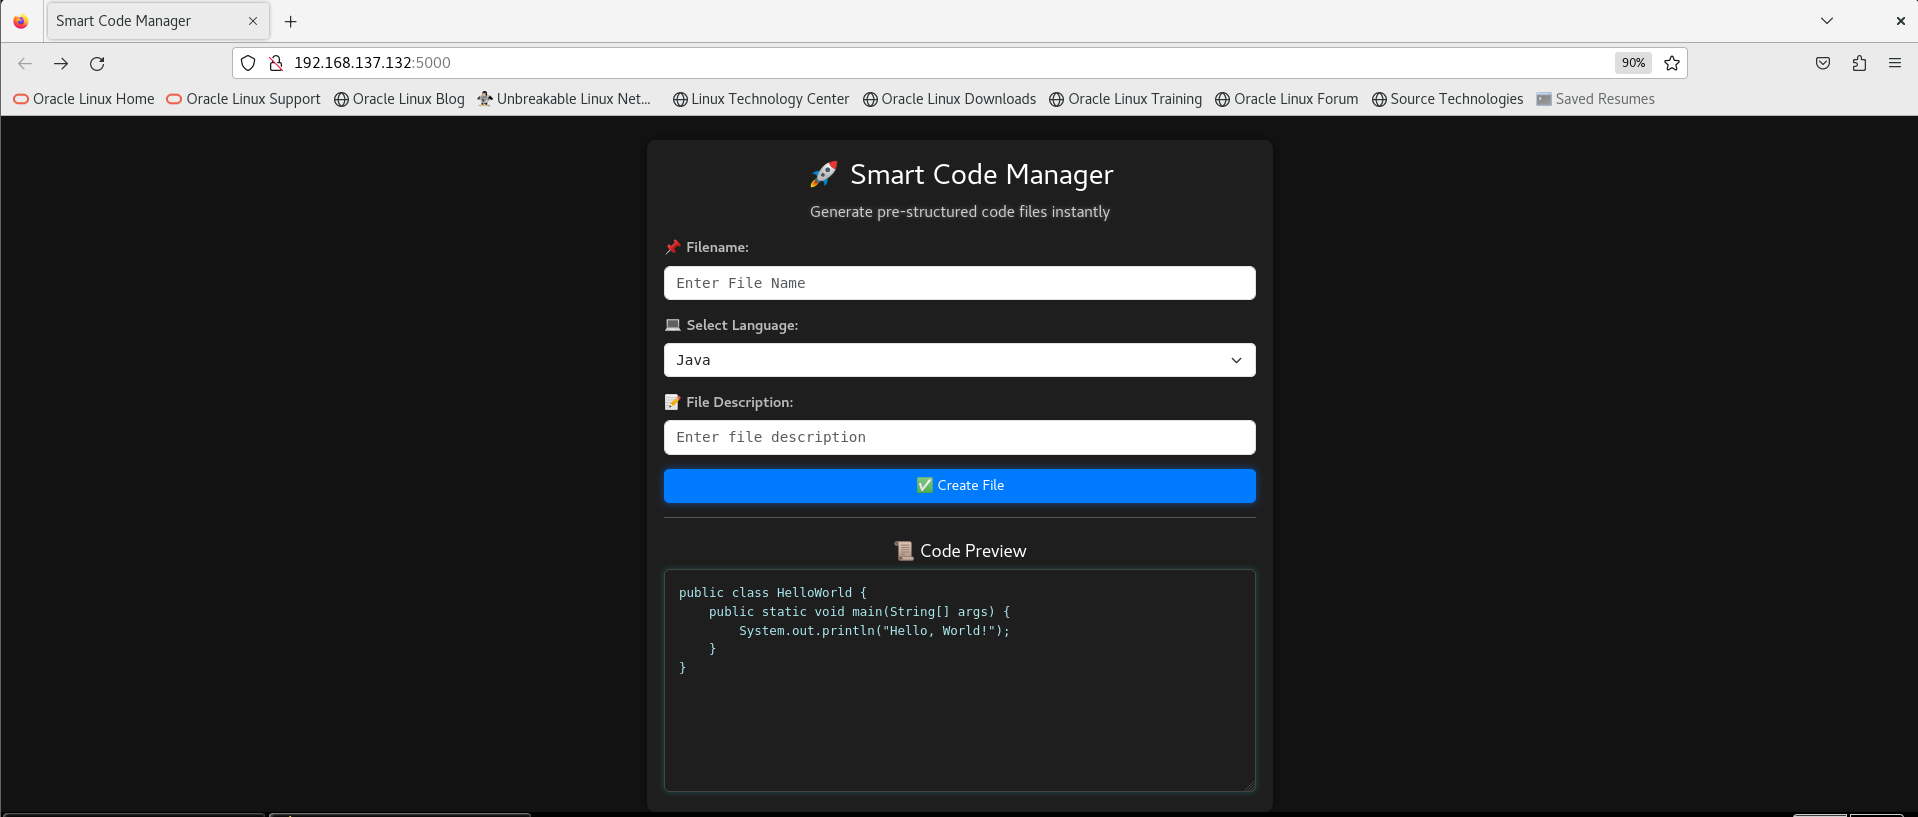 Smart Code Manager
192.168.137.132:5000
90%
Oracle Linux Home
Oracle Linux Support
Oracle Linux Blog
Unbreakable Linux Net...
Linux Technology Center
Oracle Linux Downloads
Oracle Linux Training
Oracle Linux Forum
Source Technologies
Saved Resumes
🚀 Smart Code Manager
Generate pre-structured code files instantly
📌 Filename:
Enter File Name
💻 Select Language:
Java
📝 File Description:
Enter file description
✅ Create File
📜 Code Preview
public class HelloWorld {
    public static void main(String[] args) {
        System.out.println("Hello, World!");
    }
}